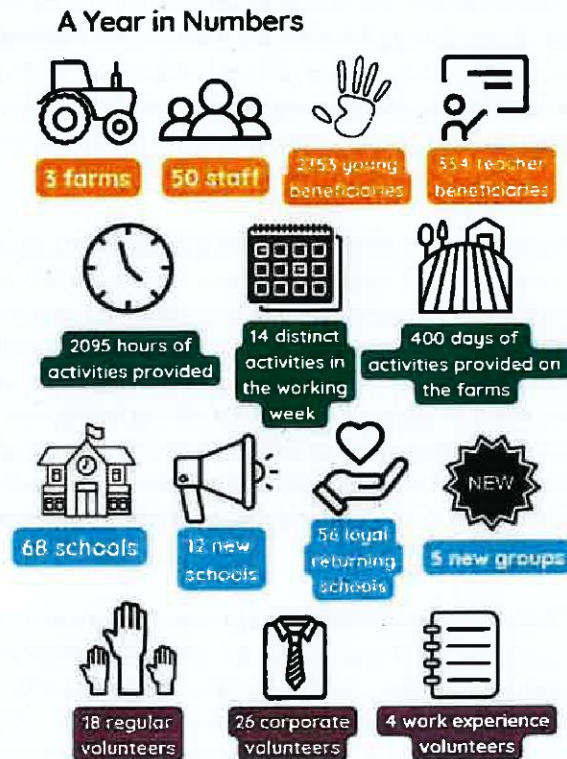 A Year in Numbers
3 farms
50 staff
2353 young
beneficiaries
534 teacher
beneficiaries
2095 hours of
activities provided
14 distinct
activities in
the working
week
400 days of
activities provided on
the farms
NEW
68 schools
12 new
schools
56 loyal
returning
schools
5 new groups
18 regular
volunteers
26 corporate
volunteers
4 work experience
volunteers